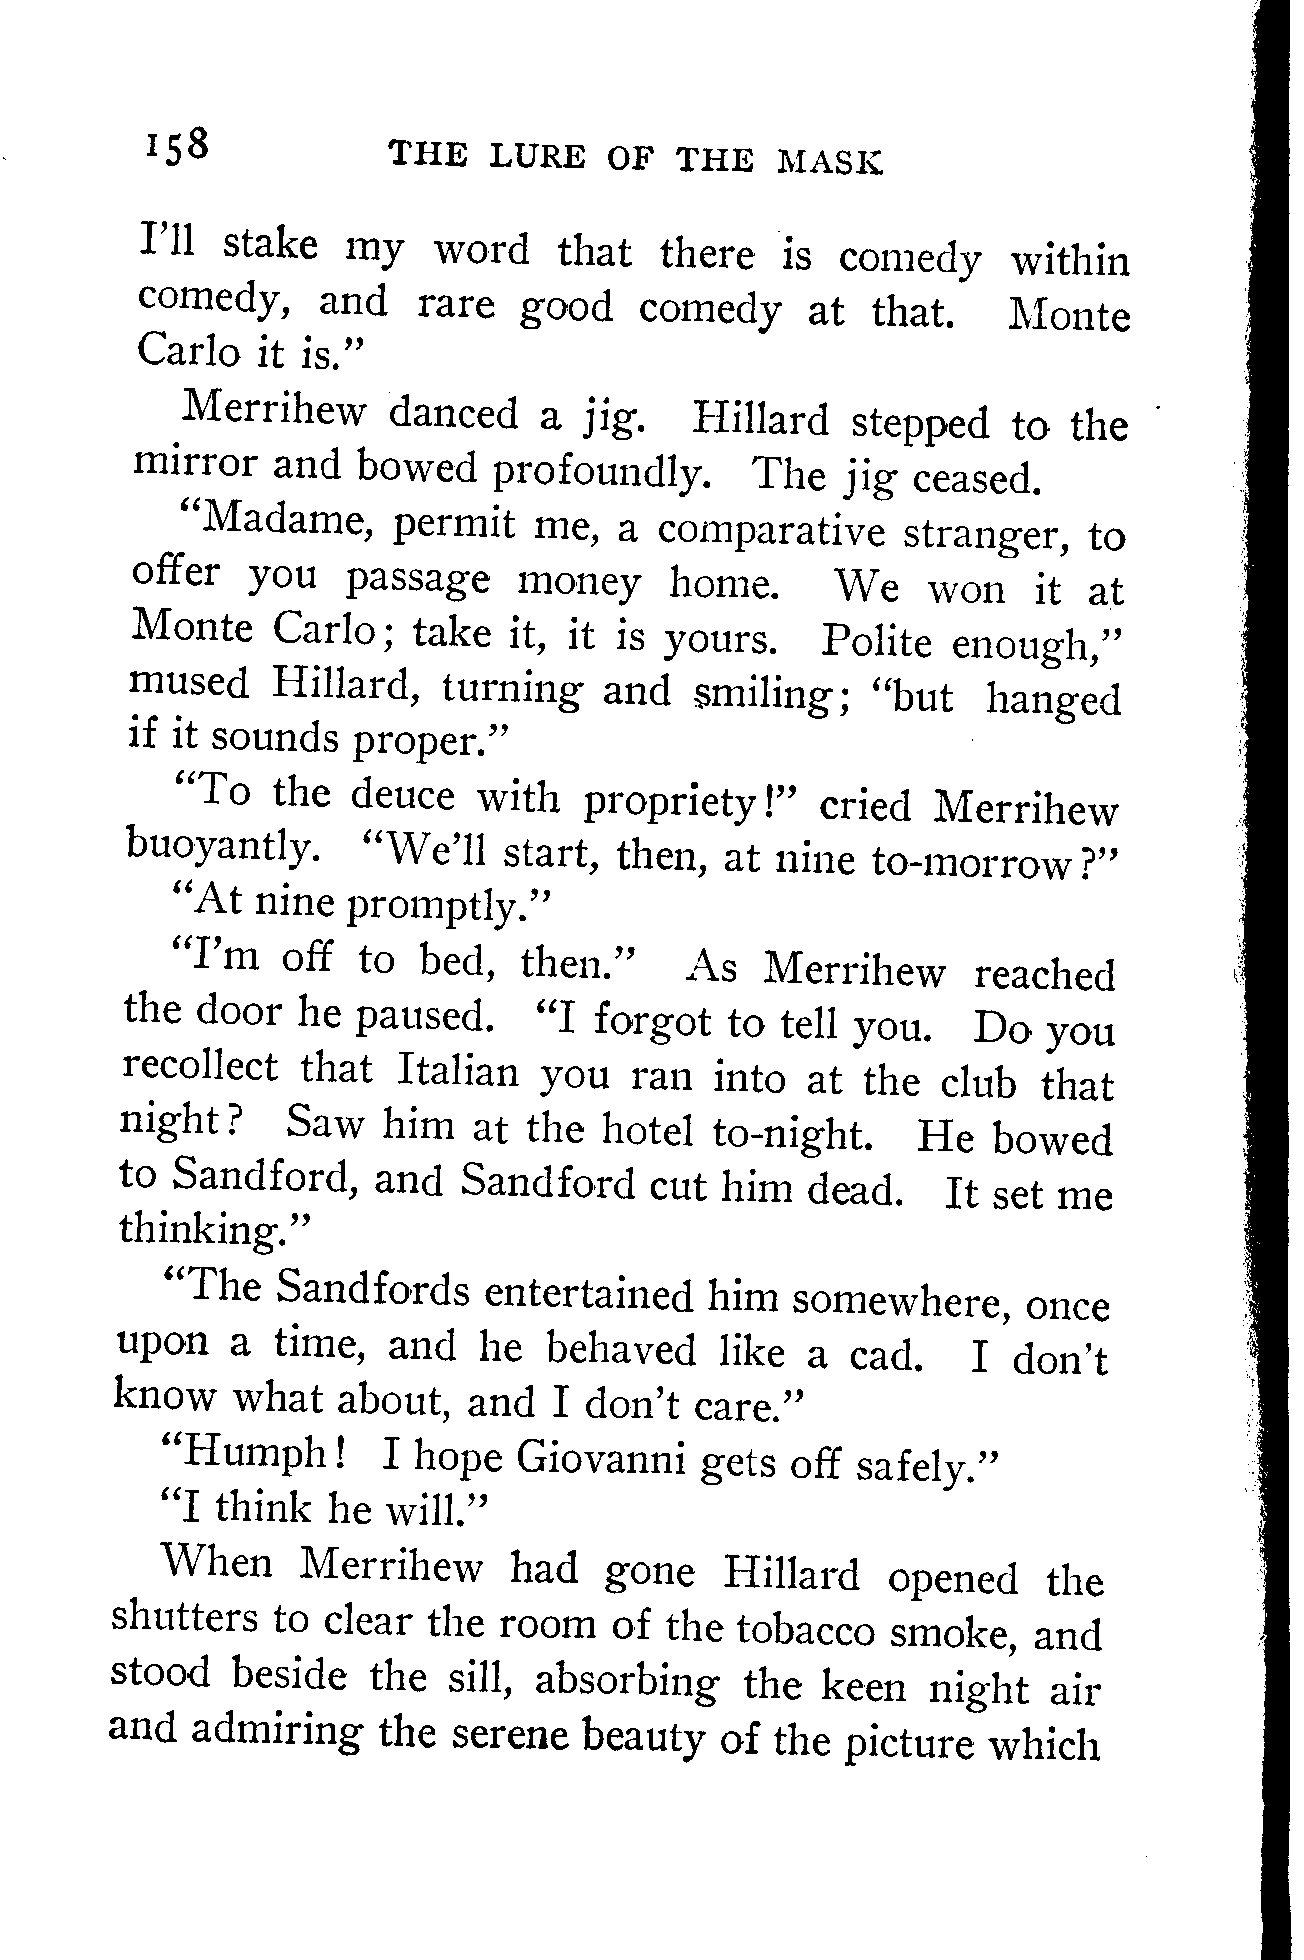 158 THE LURE OF THE MASK
I'll stake my word that there is comedy within
comedy, and rare good comedy at that. Monte
Carlo it is."
Merrihew danced a jig. Hillard stepped to the
mirror and bowed profoundly. The jig ceased.
"Madame, permit me, a comparative stranger, to
offer you passage money home. We won it at
Monte Carlo; take it, it is yours. Polite enough,"
mused Hillard, turning and smiling; "but hanged
if it sounds proper."
"To the deuce with propriety!" cried Merrihew
buoyantly. "We'll start, then, at nine to-morrow?"
"At nine promptly."
"I'm off to bed, then." As Merrihew reached
the door he paused. "I forgot to tell you. Do you
recollect that Italian you ran into at the club that
night? Saw him at the hotel to-night. He bowed
to Sandford, and Sandford cut him dead. It set me
thinking."
"The Sandfords entertained him somewhere, once
upon a time, and he behaved like a cad. I don't
know what about, and I don't care."
"Humph! I hope Giovanni gets off safely."
"I think he will."
When Merrihew had gone Hillard opened the
shutters to clear the room of the tobacco smoke, and
stood beside the sill, absorbing the keen night air
and admiring the serene beauty of the picture which